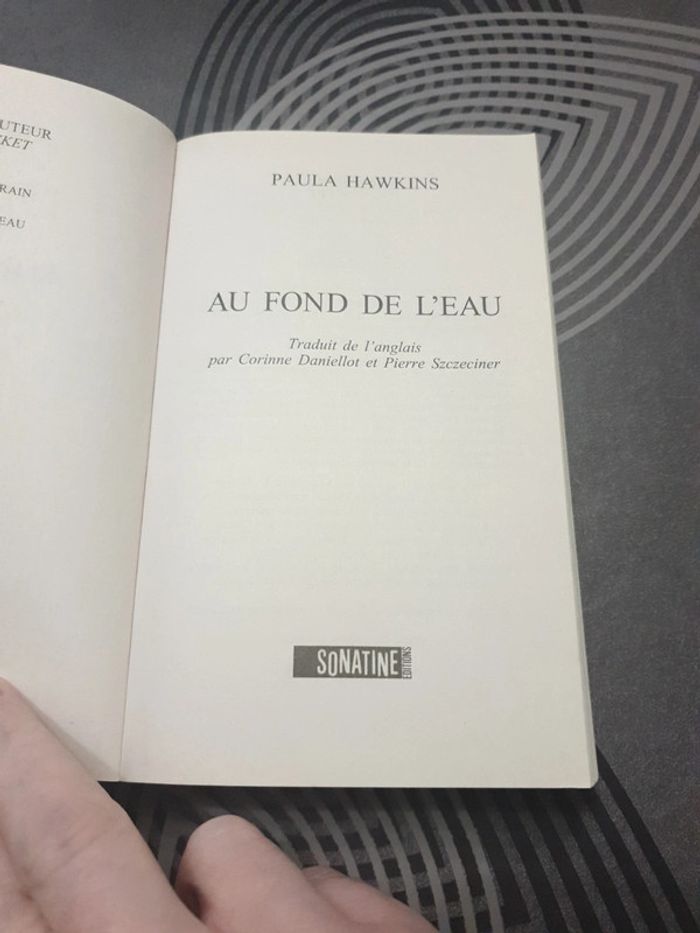 UTEUR
KET
RAIN
EAU
PAULA HAWKINS
AU FOND DE L'EAU
Traduit de l'anglais
par Corinne Daniellot et Pierre Szczeciner
SONATINE
EDITIONS